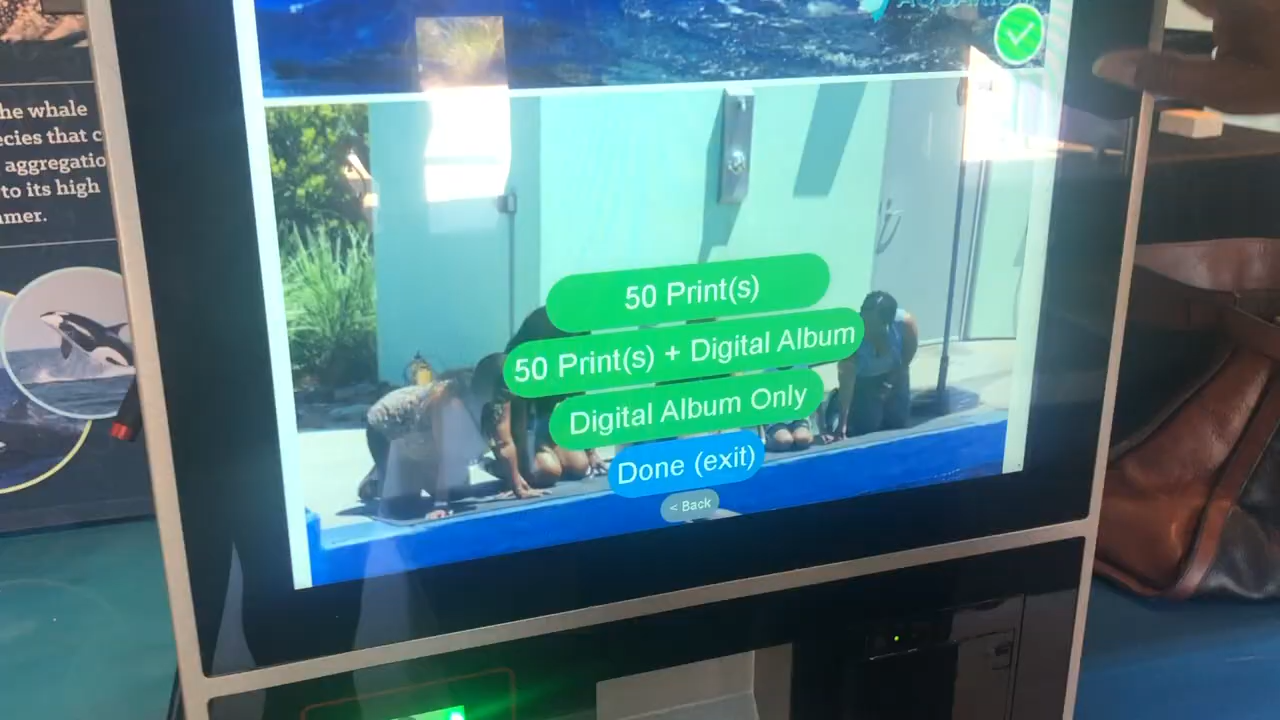 he whale
ecies that c
aggregatio
to its high
mer.
50 Print(s)
50 Print(s) + Digital Album
Digital Album Only
Done (exit)
< Back